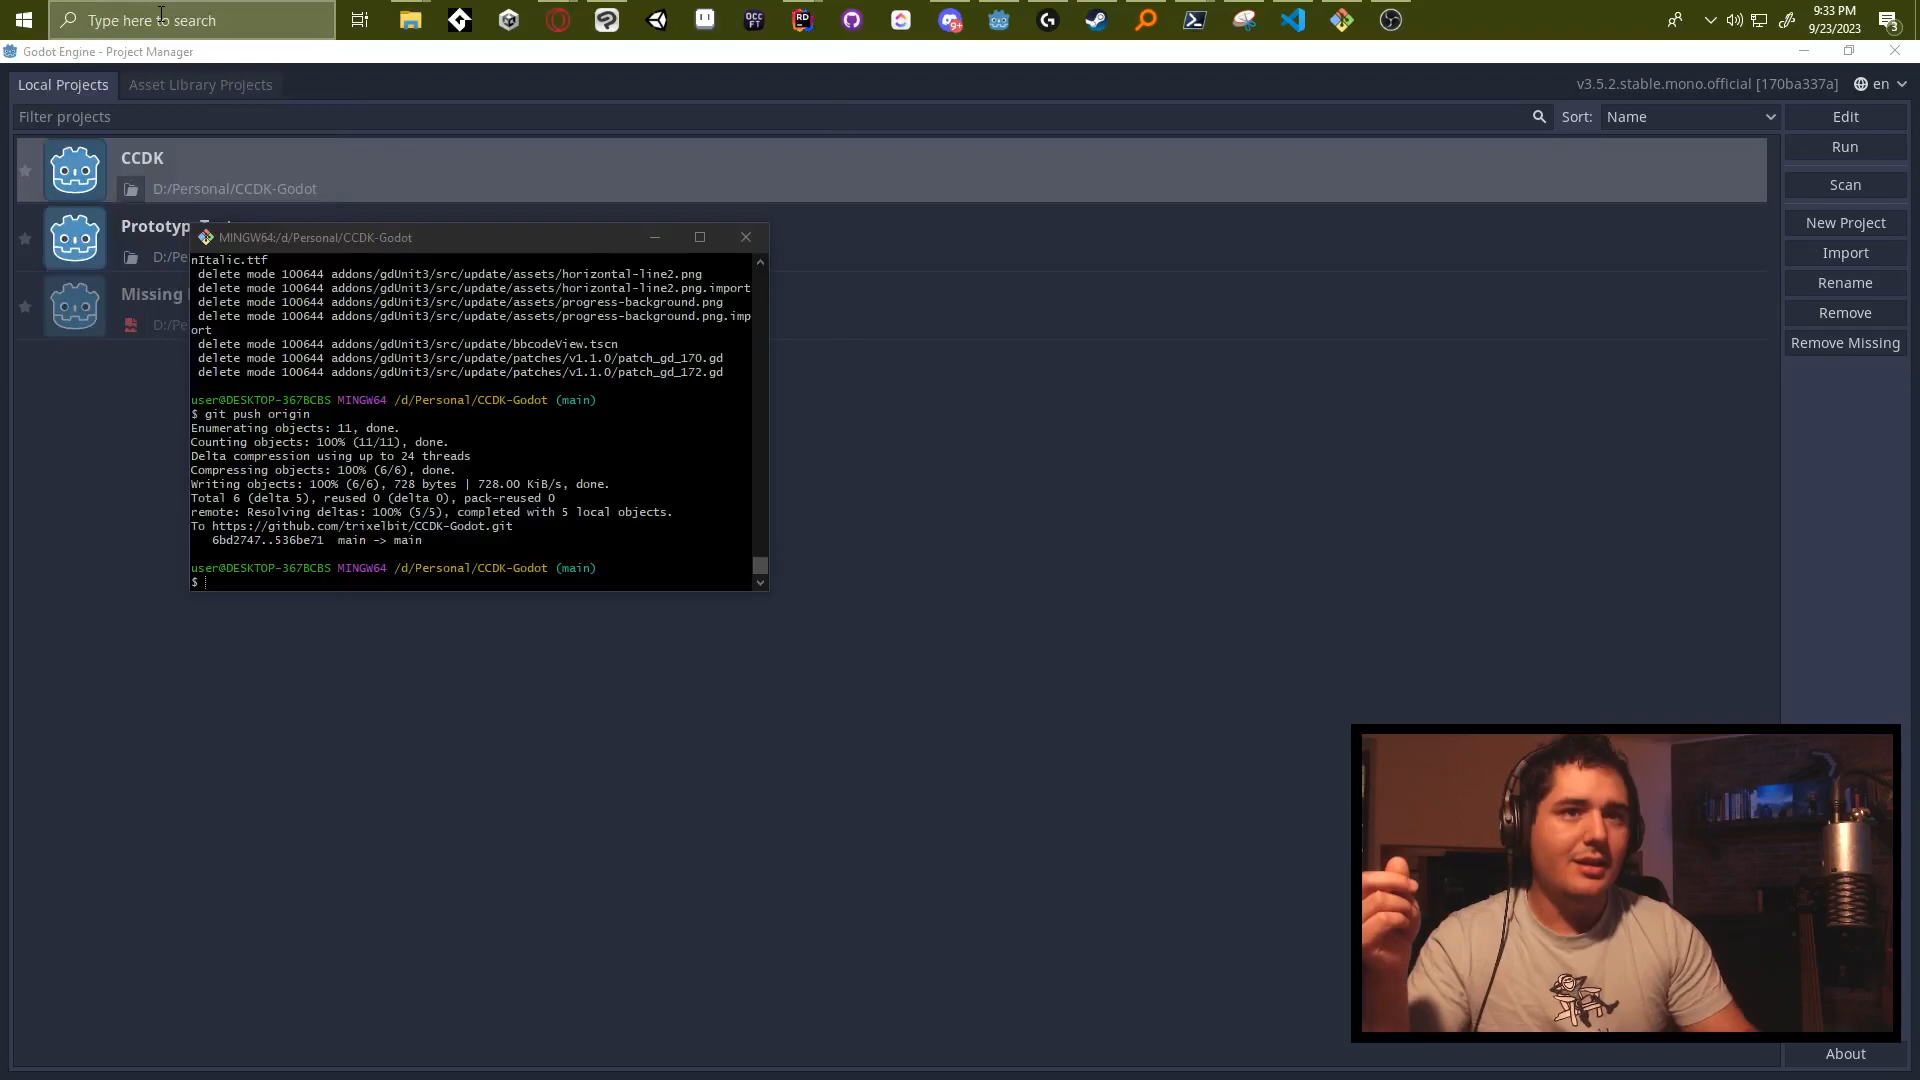 Type here to search
9+
9:33 PM
9/23/2023
3
Godot Engine - Project Manager
Local Projects
Asset Library Projects
v3.5.2.stable.mono.official [170ba337a]
en
Filter projects
Sort:
Name
Edit
CCDK
D:/Personal/CCDK-Godot
Run
Scan
New Project
Import
Rename
Remove
Remove Missing
About
Prototyp
D:/Pe
Missing
D:/Pe
MINGW64:/d/Personal/CCDK-Godot
nItalic.ttf
delete mode 100644 addons/gdUnit3/src/update/assets/horizontal-line2.png
delete mode 100644 addons/gdUnit3/src/update/assets/horizontal-line2.png.import
delete mode 100644 addons/gdUnit3/src/update/assets/progress-background.png
delete mode 100644 addons/gdUnit3/src/update/assets/progress-background.png.imp
ort
delete mode 100644 addons/gdUnit3/src/update/bbcodeView.tscn
delete mode 100644 addons/gdUnit3/src/update/patches/v1.1.0/patch_gd_170.gd
delete mode 100644 addons/gdUnit3/src/update/patches/v1.1.0/patch_gd_172.gd
user@DESKTOP-367BCBS MINGW64 /d/Personal/CCDK-Godot (main)
$ git push origin
Enumerating objects: 11, done.
Counting objects: 100% (11/11), done.
Delta compression using up to 24 threads
Compressing objects: 100% (6/6), done.
Writing objects: 100% (6/6), 728 bytes | 728.00 KiB/s, done.
Total 6 (delta 5), reused 0 (delta 0), pack-reused 0
remote: Resolving deltas: 100% (5/5), completed with 5 local objects.
To https://github.com/trixelbit/CCDK-Godot.git
6bd2747..536be71  main -> main
user@DESKTOP-367BCBS MINGW64 /d/Personal/CCDK-Godot (main)
$